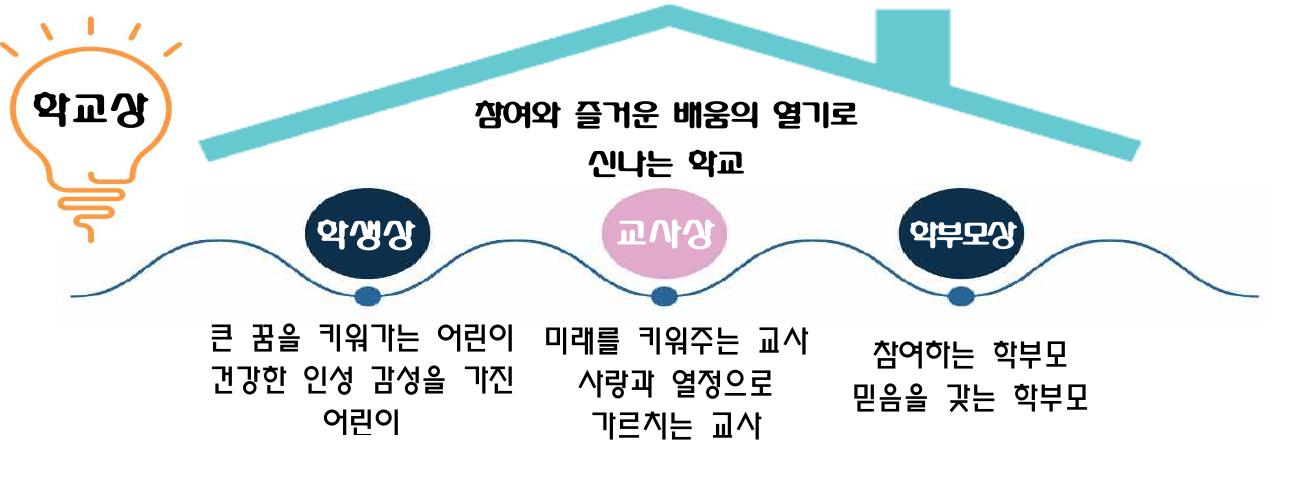 학교상
참여와 즐거운 배움의 열기로
신나는 학교
학생상
큰 꿈을 키워가는 어린이
건강한 인성 감성을 가진
어린이
교사상
미래를 키워주는 교사
사랑과 열정으로
가르치는 교사
학부모상
참여하는 학부모
믿음을 갖는 학부모